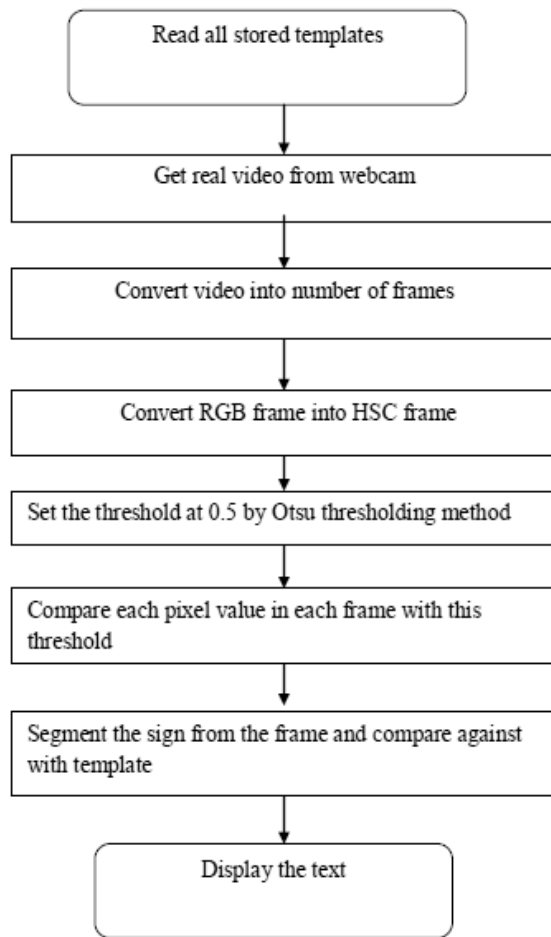 Read all stored templates
Get real video from webcam
Convert video into number of frames
Convert RGB frame into HSC frame
Set the threshold at 0.5 by Otsu thresholding method
Compare each pixel value in each frame with this
threshold
Segment the sign from the frame and compare against
with template
Display the text